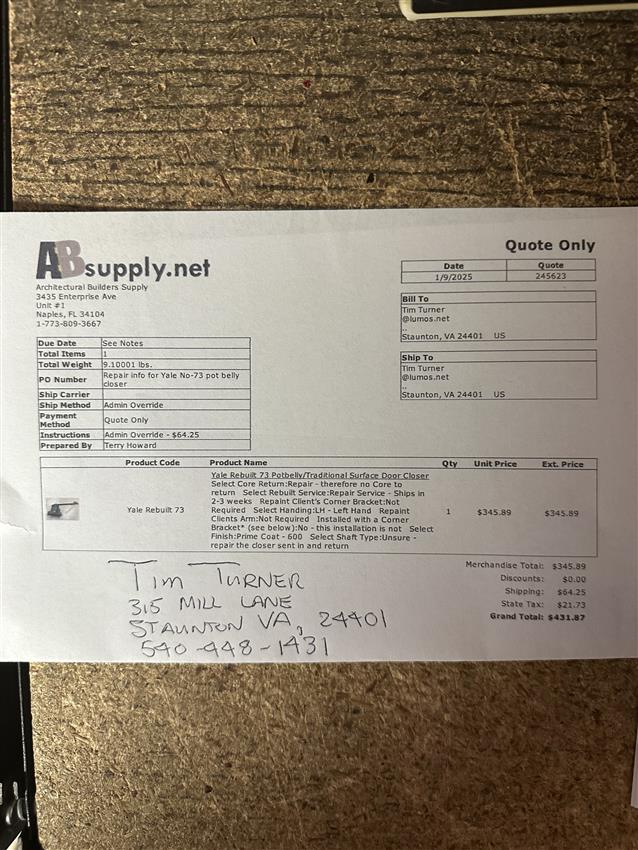 ABsupply.net
Architectural Builders Supply
3435 Enterprise Ave
Unit #1
Naples, FL 34104
1-773-809-3667
Quote Only
Date Quote
1/9/2025 245623
Bill To
Tim Turner
@lumos.net
..
Staunton, VA 24401 US
Ship To
Tim Turner
@lumos.net
..
Staunton, VA 24401 US
Due Date See Notes
Total Items 1
Total Weight 9.10001 lbs.
PO Number Repair info for Yale No-73 pot belly
closer
Ship Carrier
Ship Method Admin Override
Payment
Method Quote Only
Instructions Admin Override - $64.25
Prepared By Terry Howard
Product Code Product Name Qty Unit Price Ext. Price
Yale Rebuilt 73 Potbelly/Traditional Surface Door Closer
Select Core Return:Repair - therefore no Core to
return Select Rebuilt Service:Repair Service - Ships in
2-3 weeks Repaint Client's Corner Bracket:Not
Yale Rebuilt 73 Required Select Handing:LH - Left Hand Repaint 1 $345.89 $345.89
Clients Arm:Not Required Installed with a Corner
Bracket* (see below):No - this installation is not Select
Finish:Prime Coat - 600 Select Shaft Type:Unsure -
repair the closer sent in and return
Merchandise Total: $345.89
Discounts: $0.00
Shipping: $64.25
State Tax: $21.73
Grand Total: $431.87
TIM TURNER
315 MILL LANE
STAUNTON VA, 24401
540-448-1431